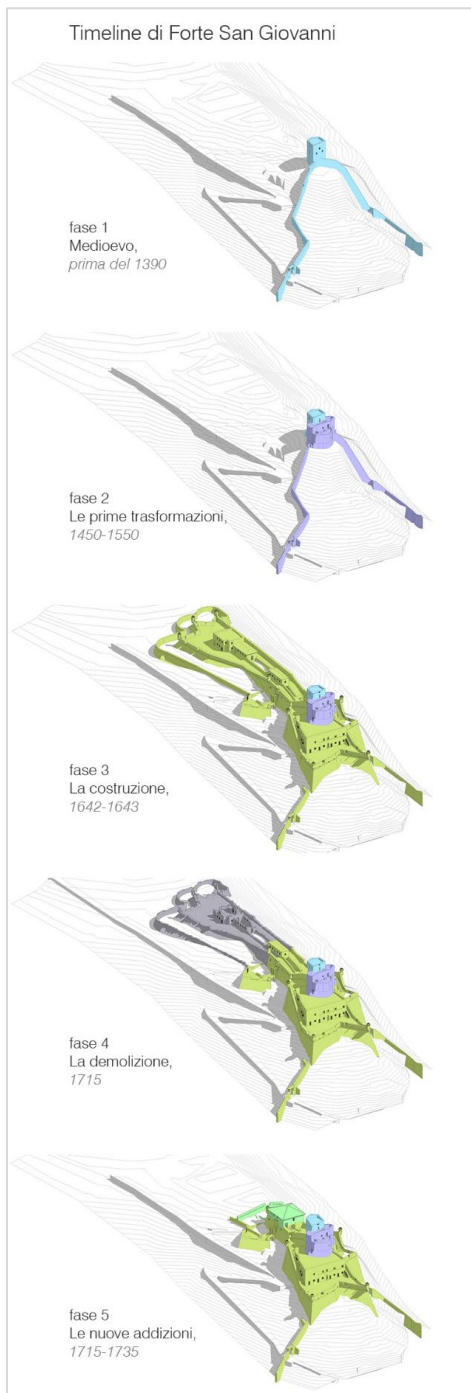 Timeline di Forte San Giovanni
fase 1
Medioevo,
prima del 1390
fase 2
Le prime trasformazioni,
1450-1550
fase 3
La costruzione,
1642-1643
fase 4
La demolizione,
1715
fase 5
Le nuove addizioni,
1715-1735